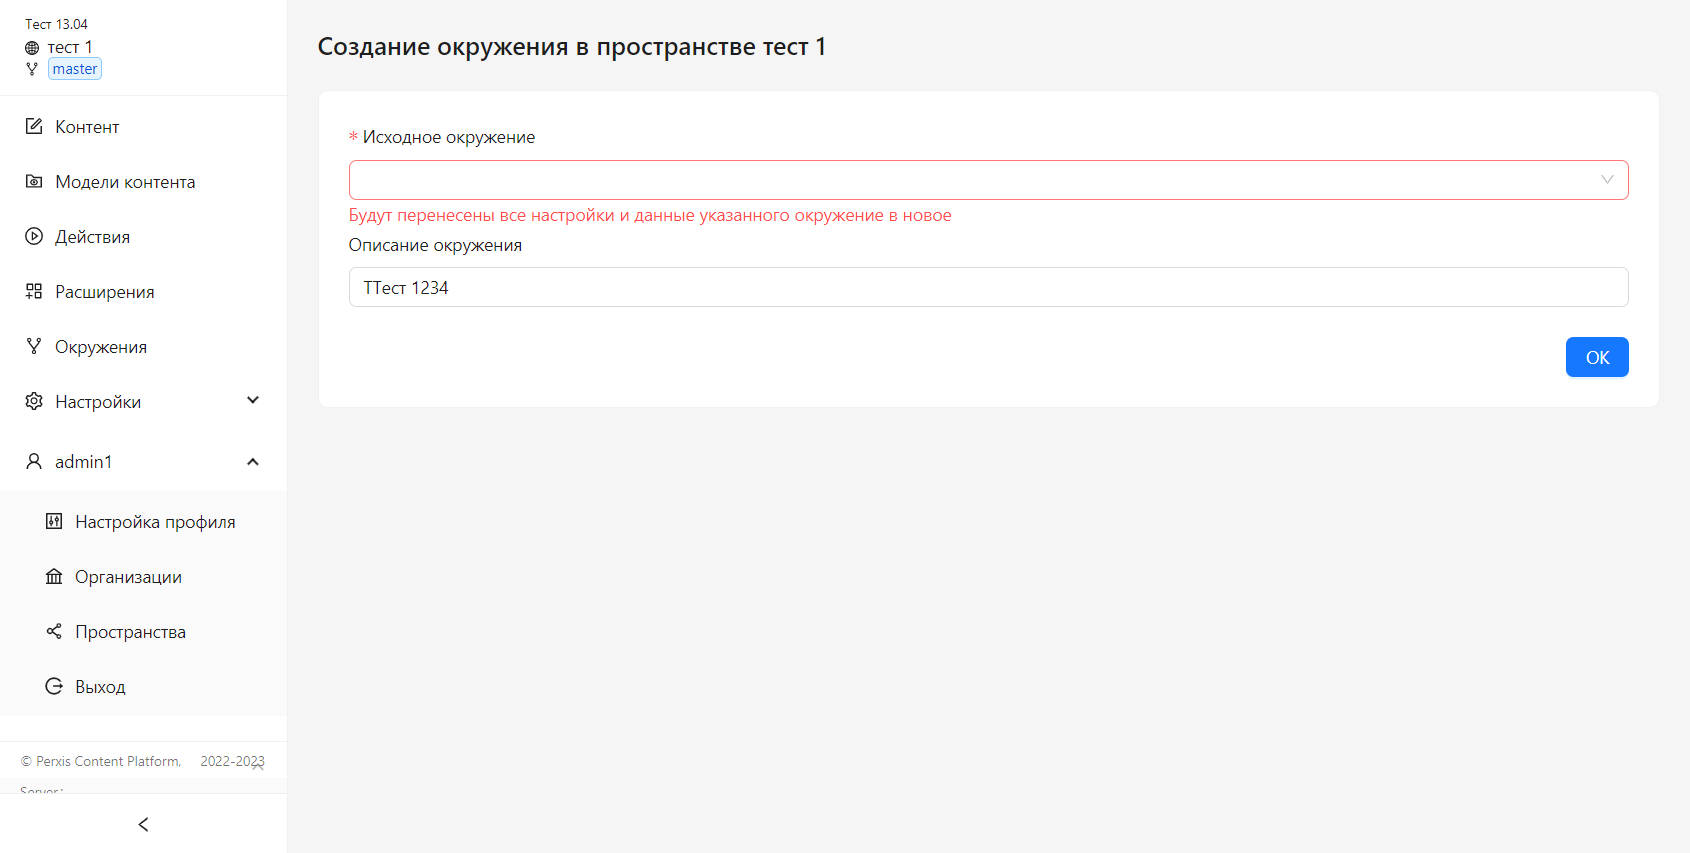 Тест 13.04
тест 1
master
Контент
Модели контента
Действия
Расширения
Окружения
Настройки
admin1
Настройка профиля
Организации
Пространства
Выход
© Perxis Content Platform, 2022-2023
Server:
Создание окружения в пространстве тест 1
* Исходное окружение
Будут перенесены все настройки и данные указанного окружение в новое
Описание окружения
ТТест 1234
ОК